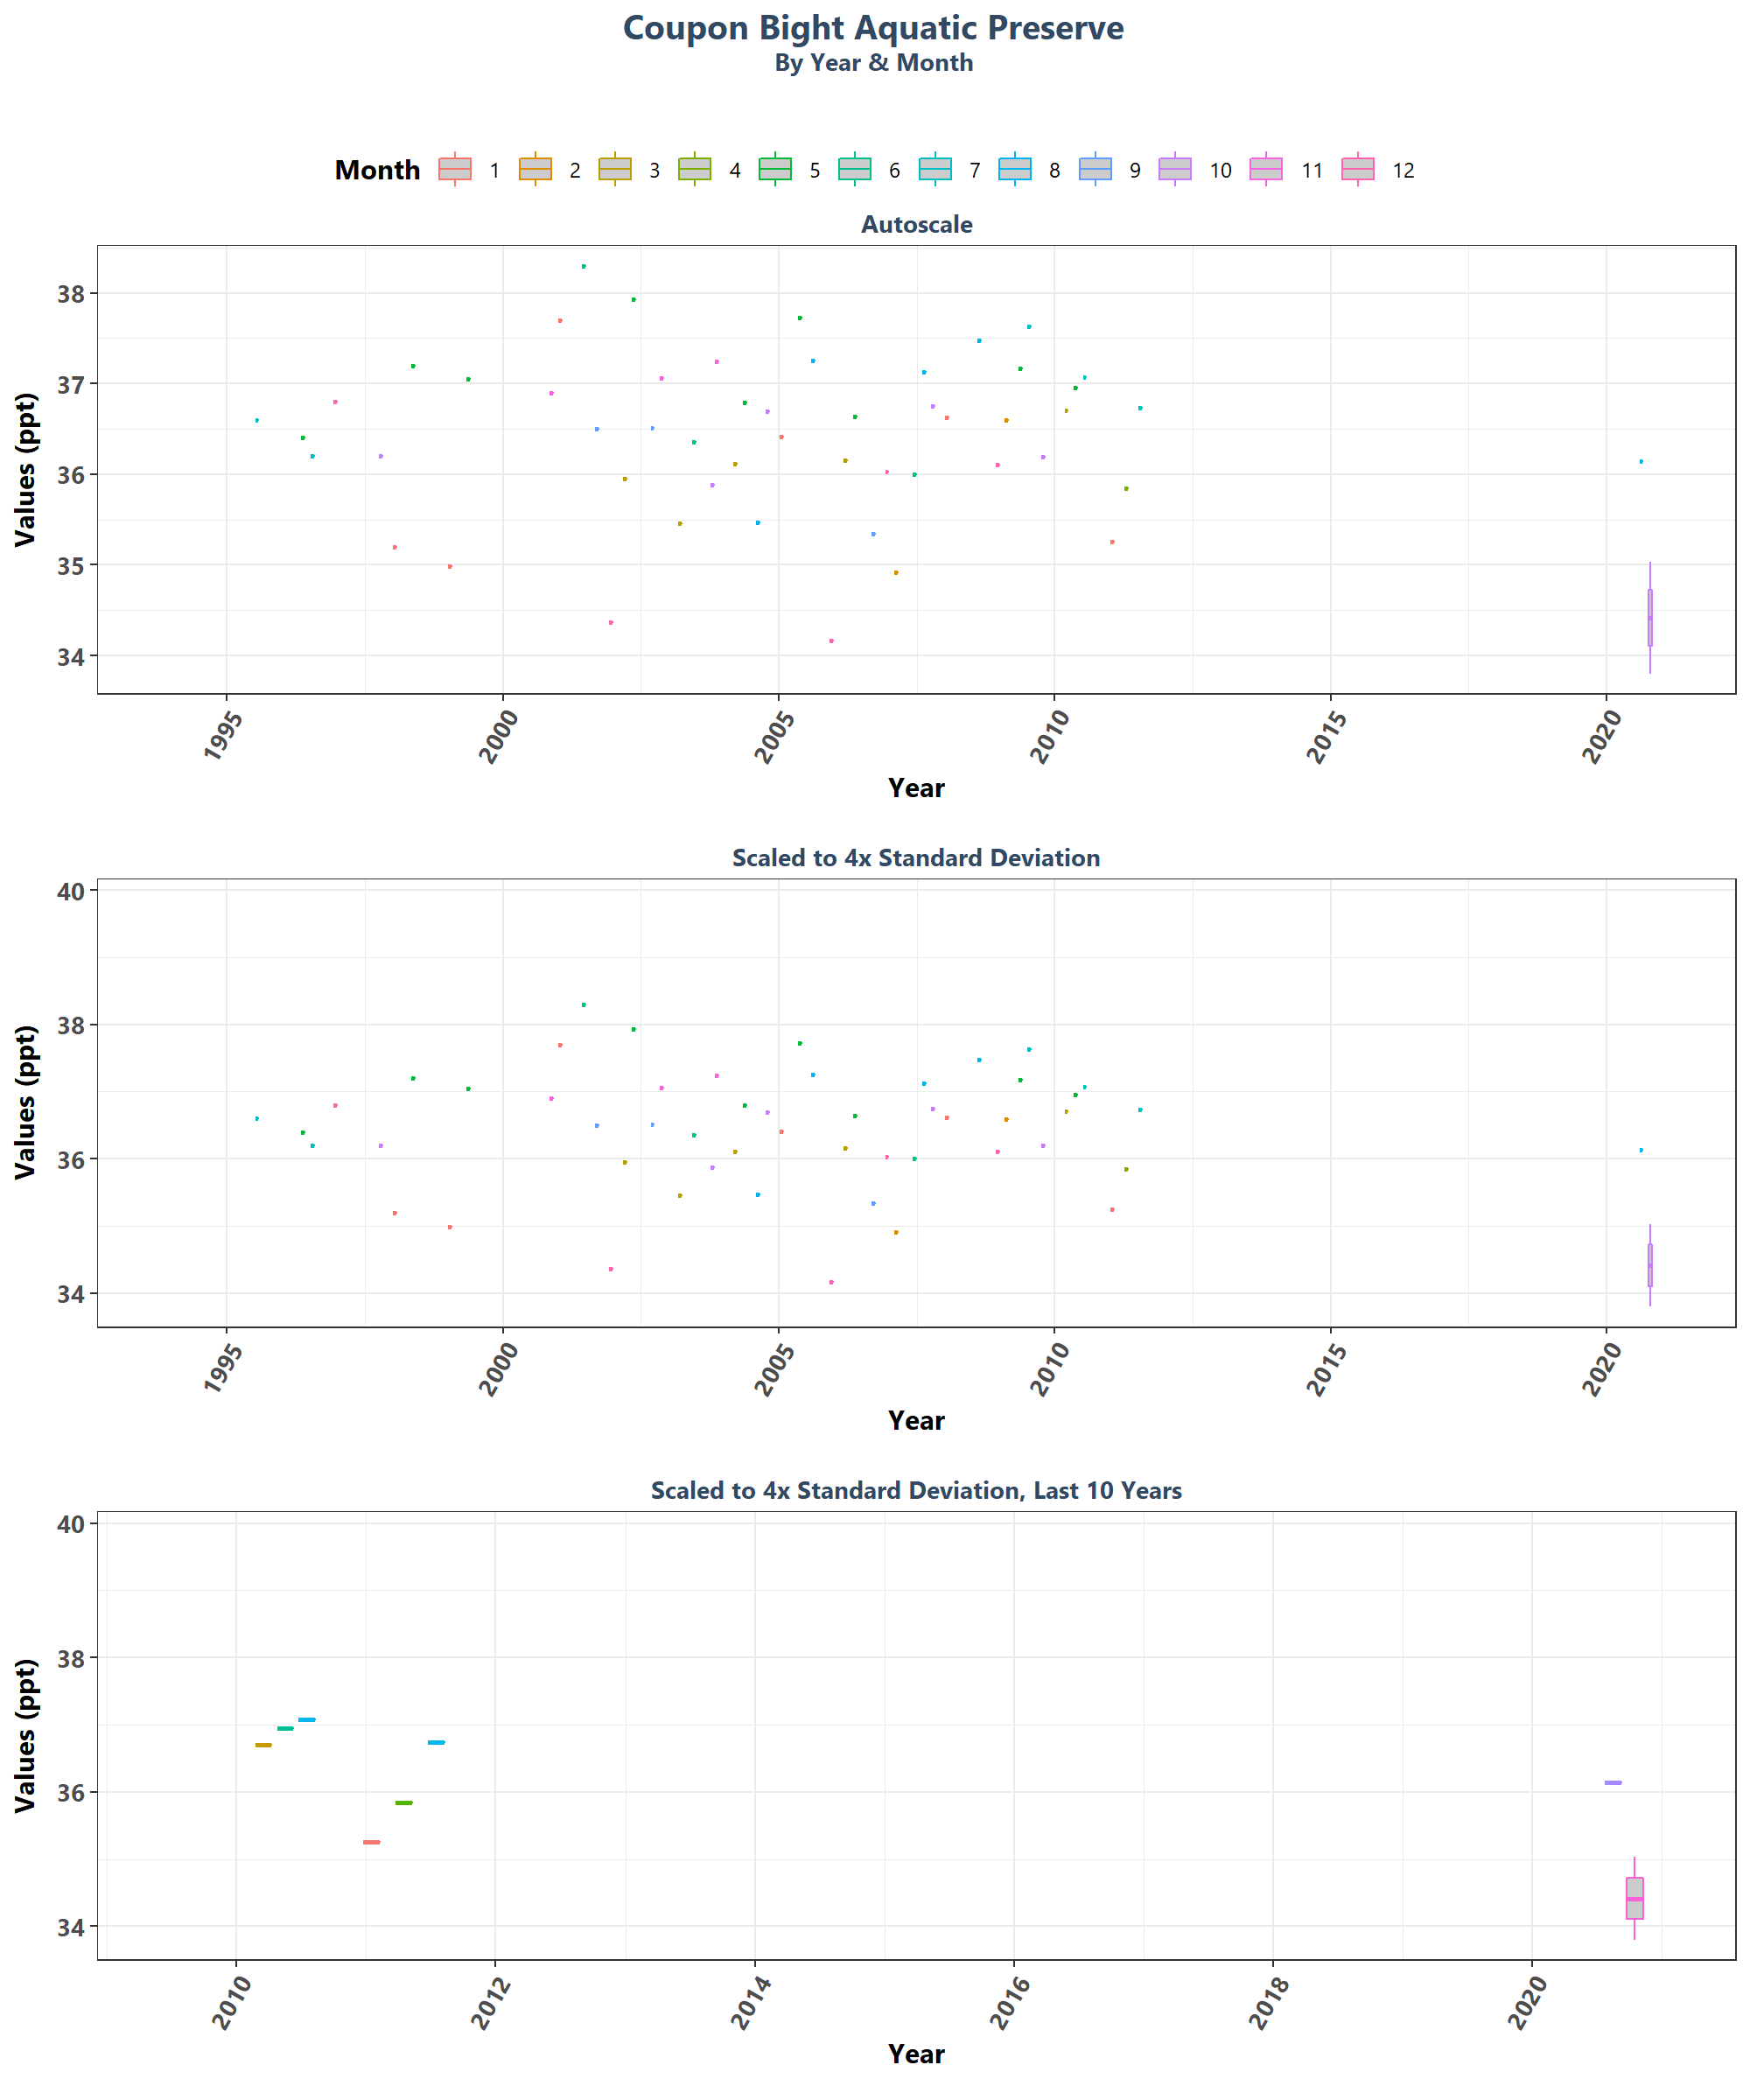 Coupon Bight Aquatic Preserve
By Year & Month
Month 1 2 3 4 5 6 7 8 9 10 11 12
Autoscale
38
37
36
35
34
Values (ppt)
1995 2000 2005 2010 2015 2020
Year
Scaled to 4x Standard Deviation
40
38
36
34
Values (ppt)
1995 2000 2005 2010 2015 2020
Year
Scaled to 4x Standard Deviation, Last 10 Years
40
38
36
34
Values (ppt)
2010 2012 2014 2016 2018 2020
Year